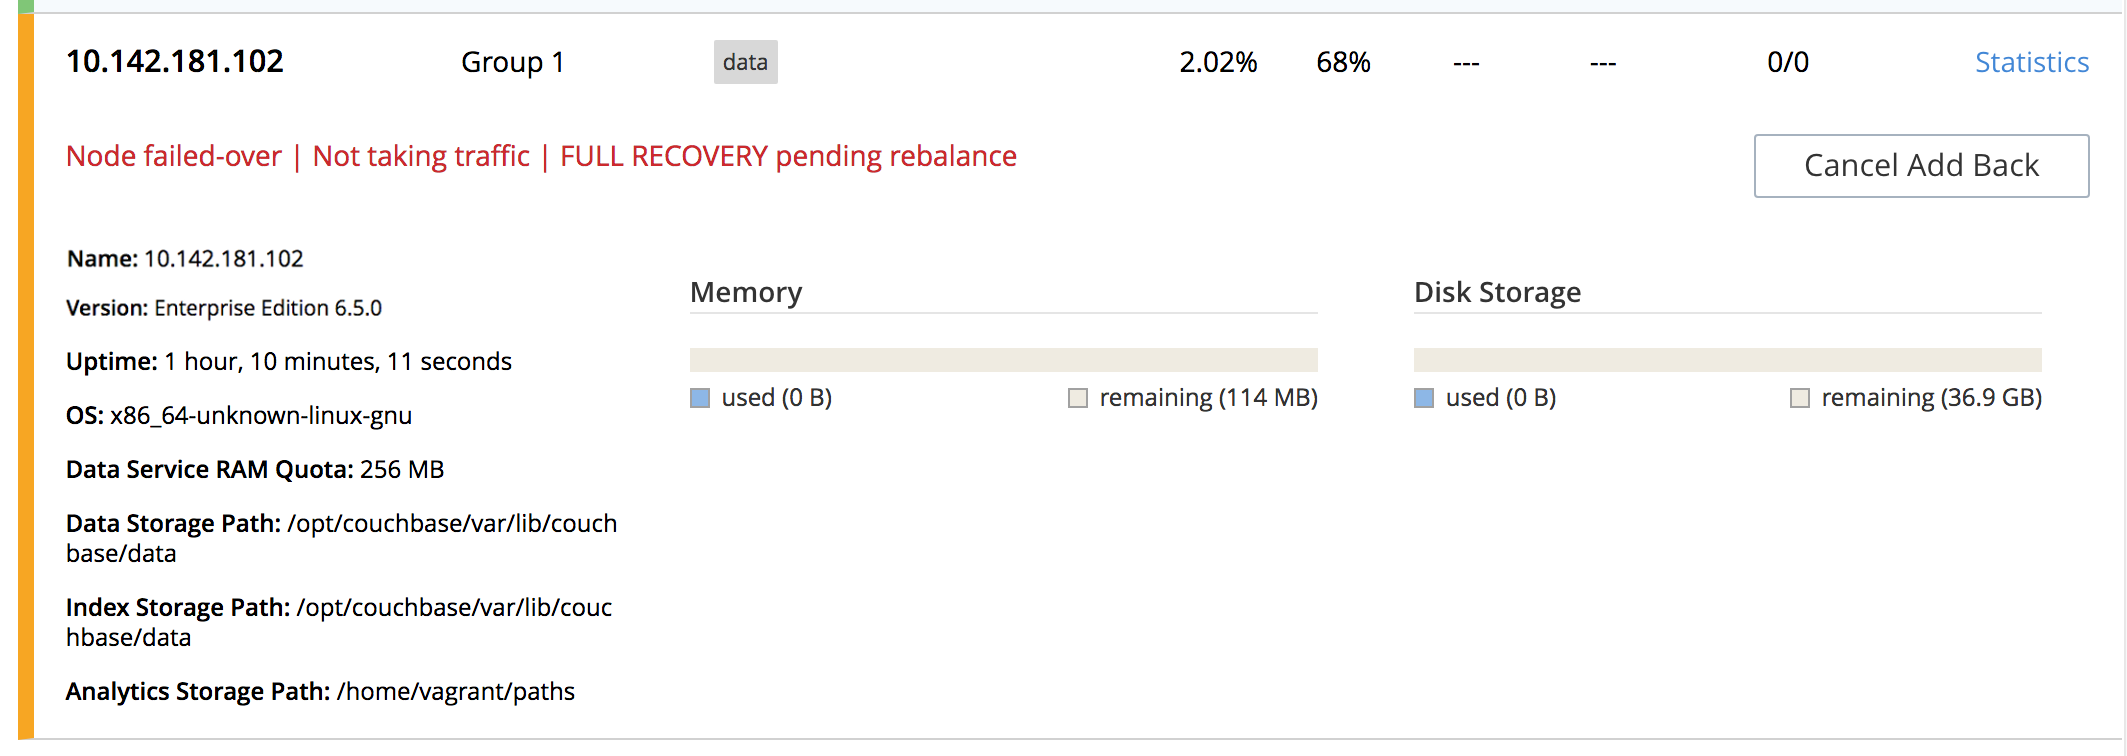 10.142.181.102 Group 1 data 2.02% 68% --- --- 0/0 Statistics
Node failed-over | Not taking traffic | FULL RECOVERY pending rebalance
Cancel Add Back
Name: 10.142.181.102
Version: Enterprise Edition 6.5.0
Uptime: 1 hour, 10 minutes, 11 seconds
OS: x86_64-unknown-linux-gnu
Data Service RAM Quota: 256 MB
Data Storage Path: /opt/couchbase/var/lib/couch
base/data
Index Storage Path: /opt/couchbase/var/lib/couc
hbase/data
Analytics Storage Path: /home/vagrant/paths
Memory
used (0 B) remaining (114 MB)
Disk Storage
used (0 B) remaining (36.9 GB)